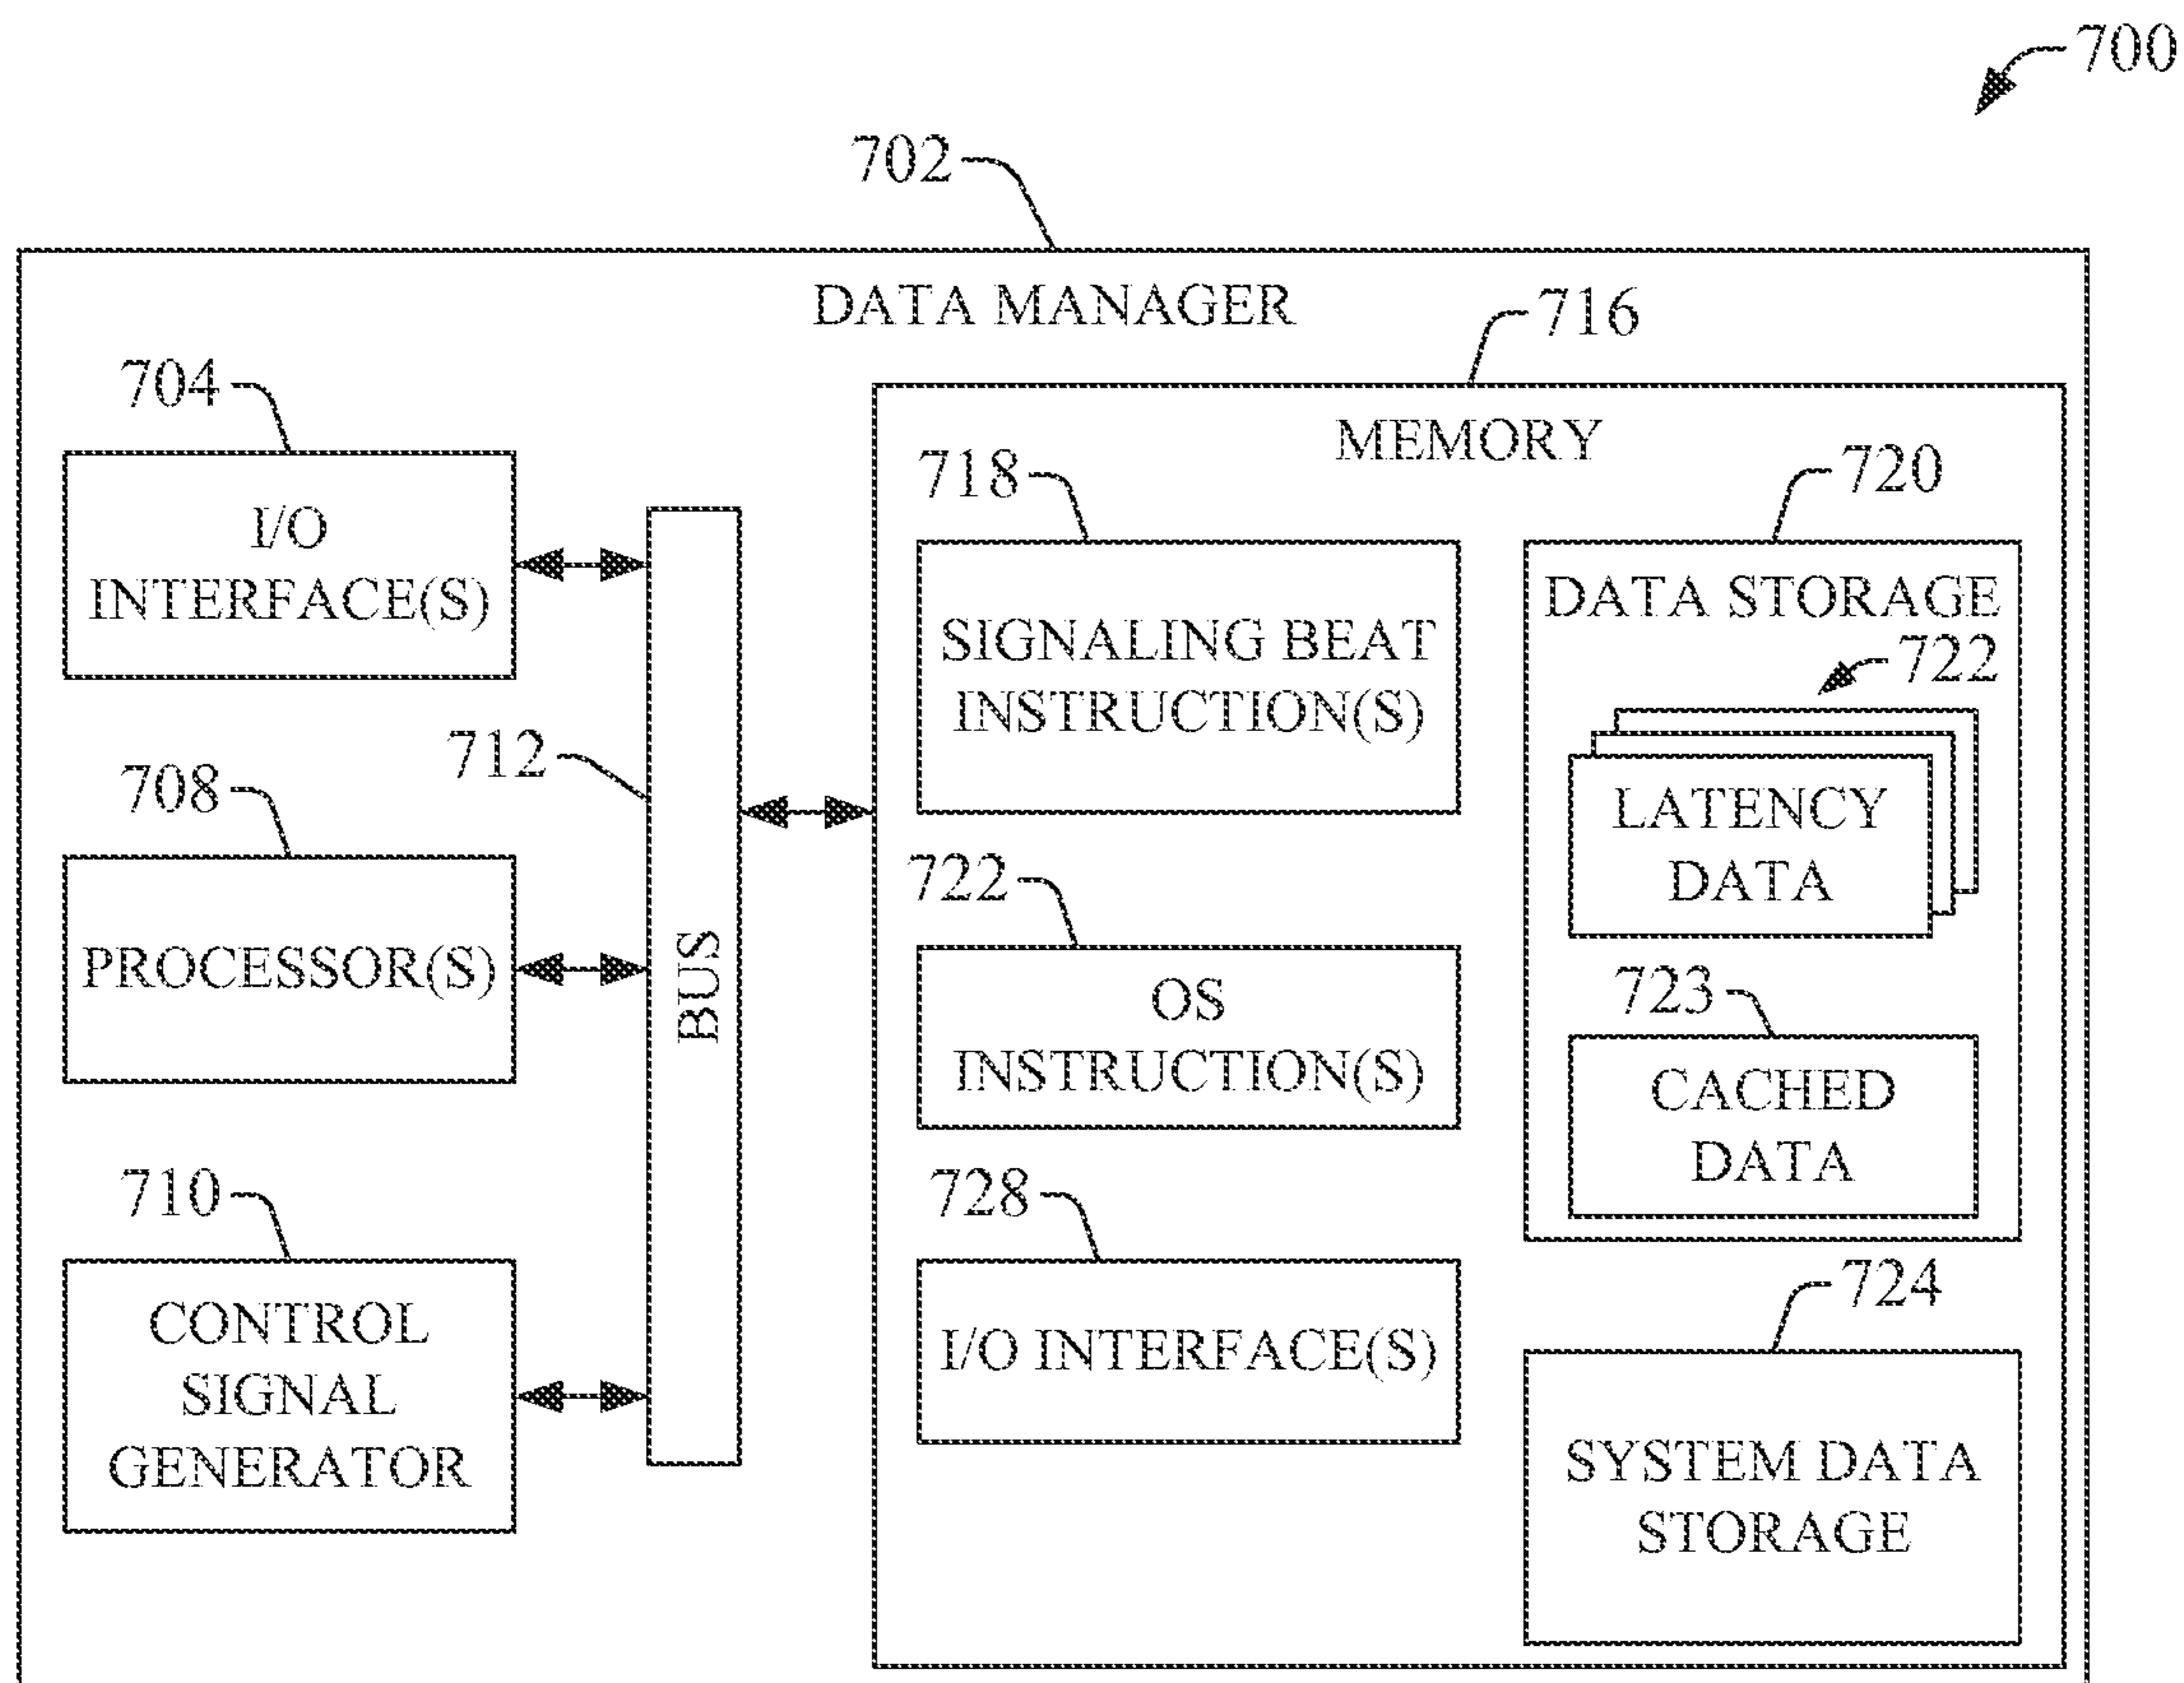 700
702
DATA MANAGER
716
704
MEMORY
718
720
I/O
INTERFACE(S)
DATA STORAGE
SIGNALING BEAT
INSTRUCTION(S)
722
712
LATENCY
DATA
708
722
PROCESSOR(S)
BUS
OS
INSTRUCTION(S)
723
CACHED
DATA
710
728
724
CONTROL
SIGNAL
GENERATOR
I/O INTERFACE(S)
SYSTEM DATA
STORAGE